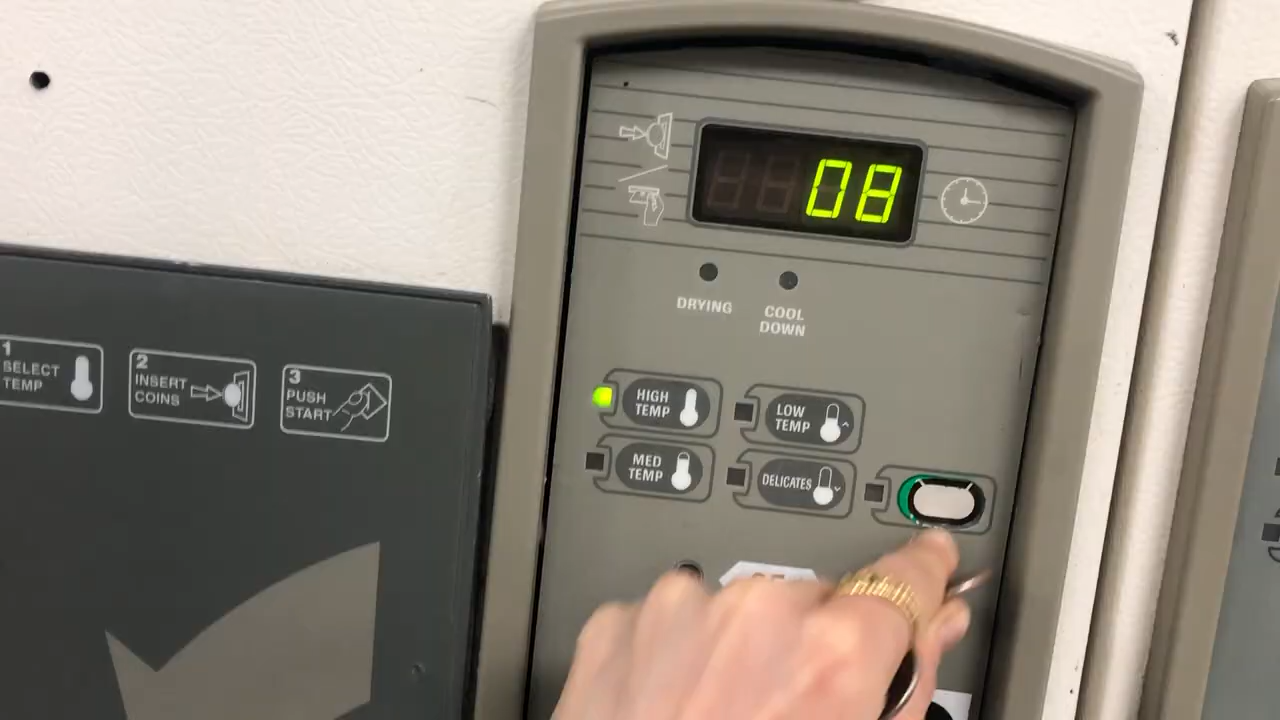 08
DRYING
COOL
DOWN
1
SELECT
TEMP
2
INSERT
COINS
3
PUSH
START
HIGH
TEMP
LOW
TEMP
MED
TEMP
DELICATES